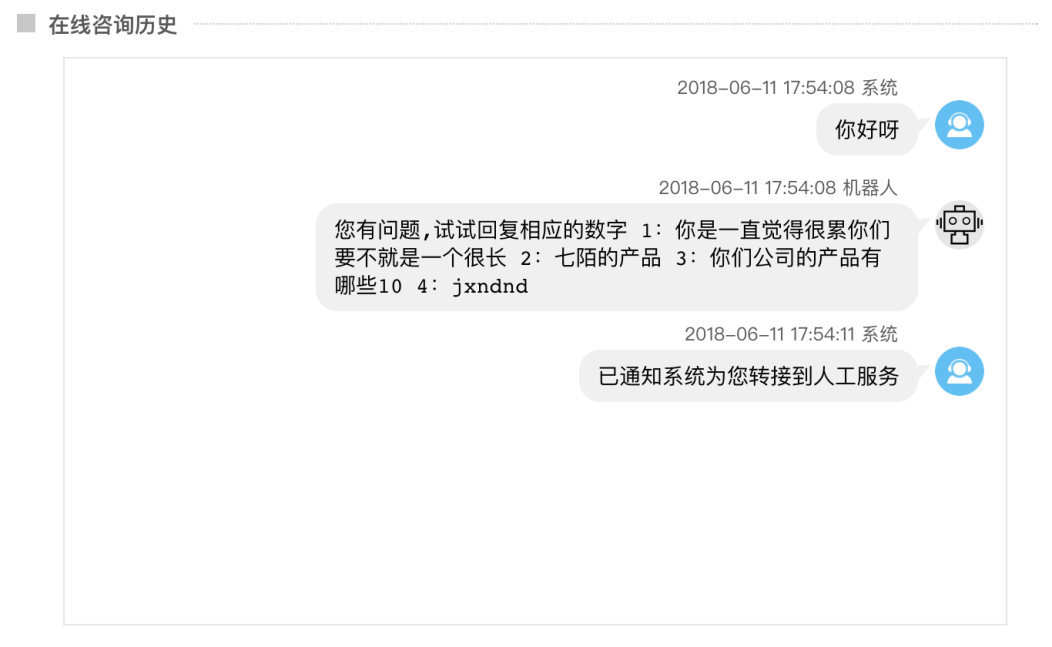 在线咨询历史
2018-06-11 17:54:08 系统
你好呀
2018-06-11 17:54:08 机器人
您有问题,试试回复相应的数字 1: 你是一直觉得很累你们
要不就是一个很长 2: 七陌的产品 3: 你们公司的产品有
哪些10 4: jxndnd
2018-06-11 17:54:11 系统
已通知系统为您转接到人工服务